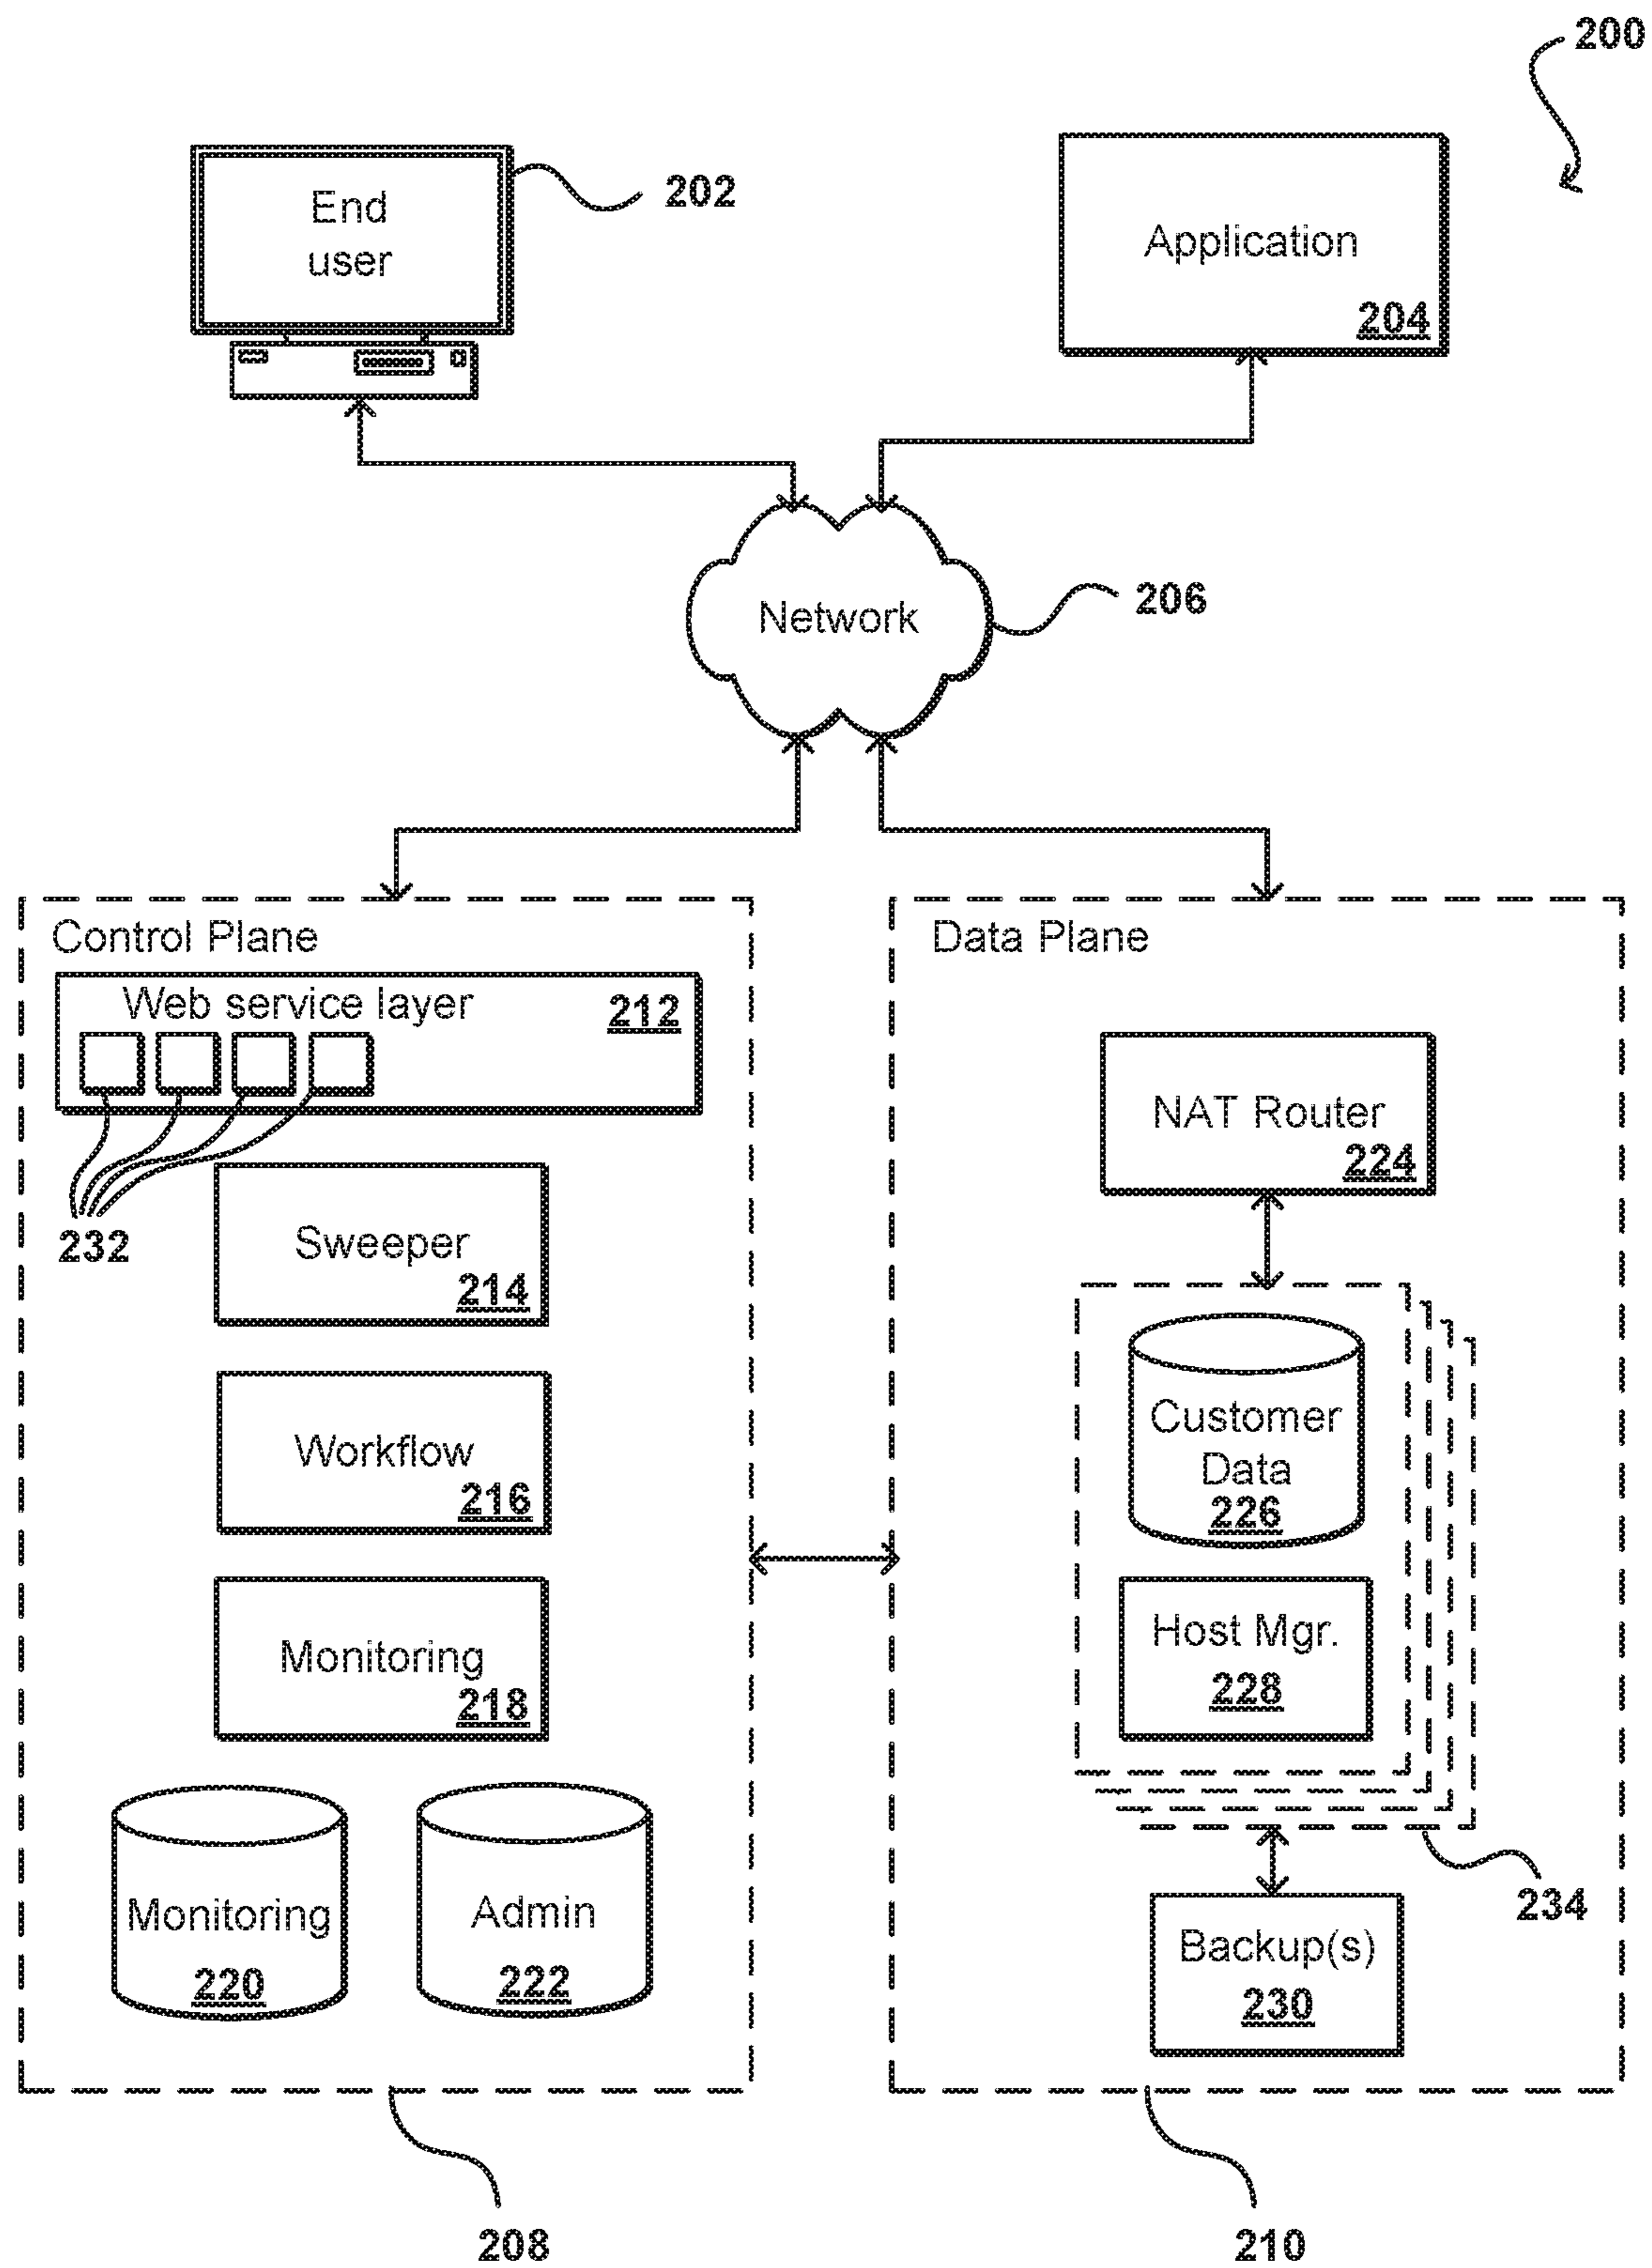 200
End
user
202
Application
204
Network
206
Control Plane
Web service layer
212
232
Sweeper
214
Workflow
216
Monitoring
218
Monitoring
220
Admin
222
208
Data Plane
NAT Router
224
Customer
Data
226
Host Mgr.
228
234
Backup(s)
230
210